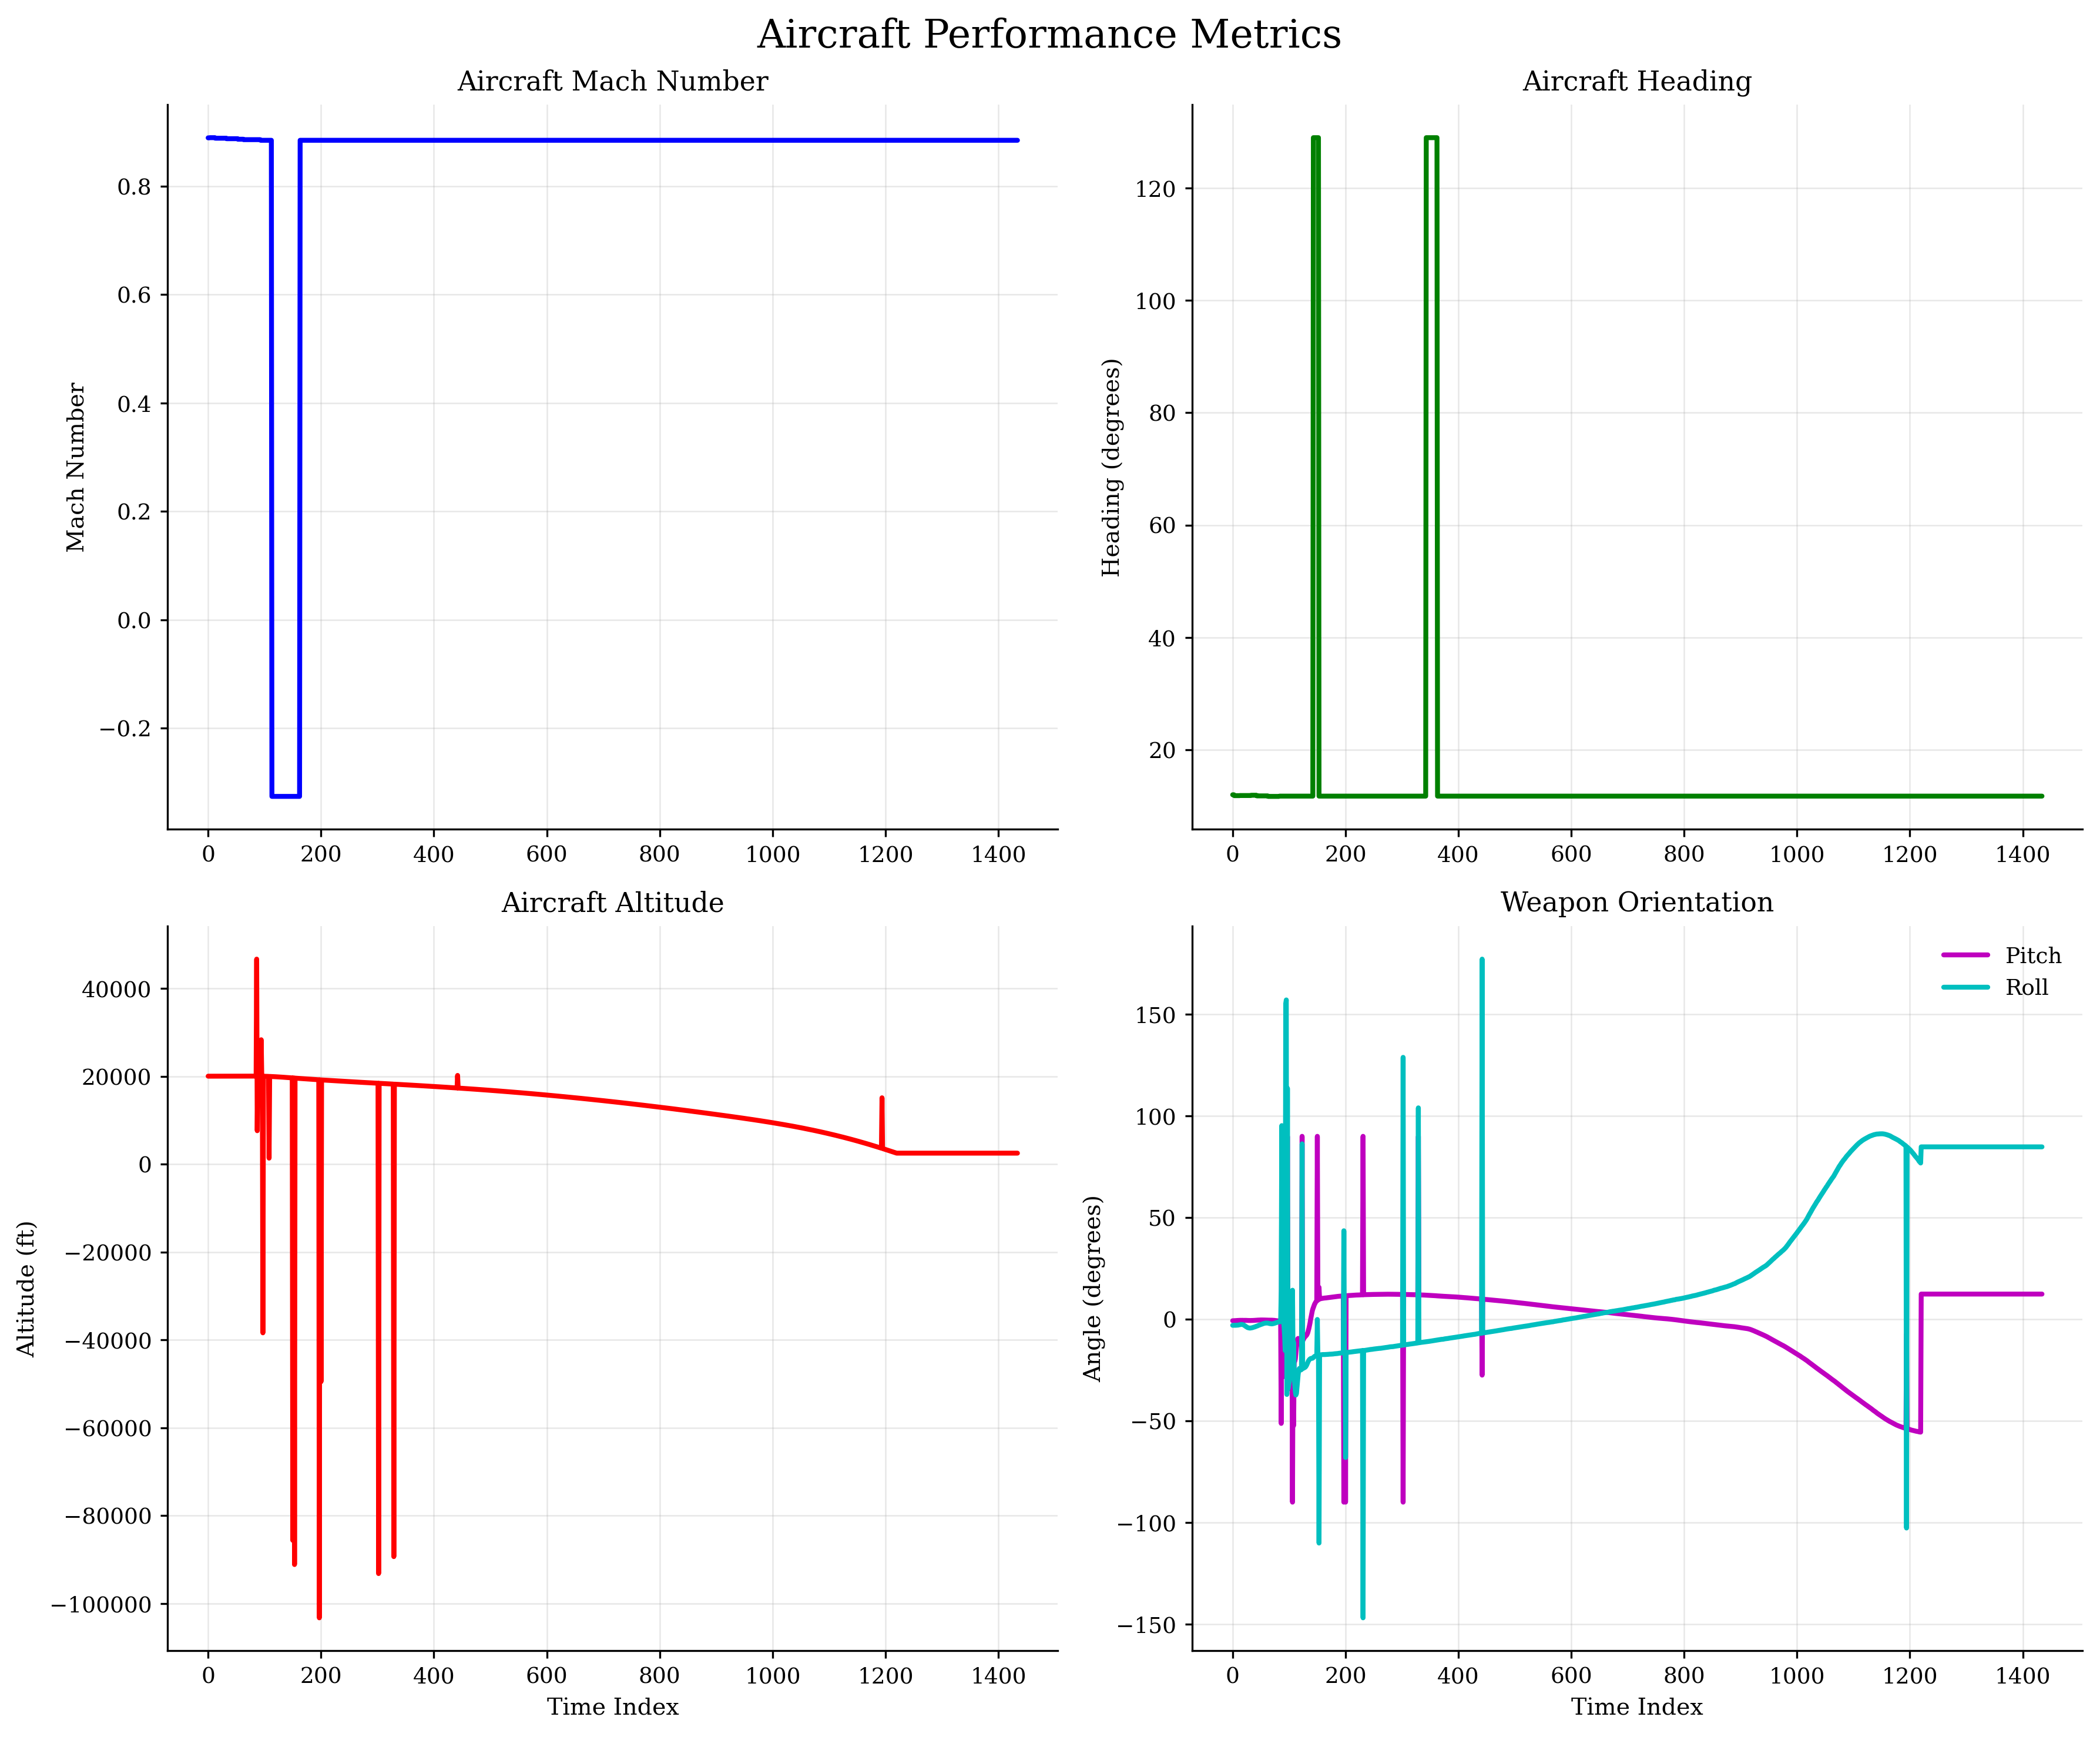 Aircraft Performance Metrics
Aircraft Mach Number
Mach Number
0.8
0.6
0.4
0.2
0.0
−0.2
0 200 400 600 800 1000 1200 1400
Aircraft Heading
Heading (degrees)
120
100
80
60
40
20
0 200 400 600 800 1000 1200 1400
Aircraft Altitude
Altitude (ft)
40000
20000
0
−20000
−40000
−60000
−80000
−100000
0 200 400 600 800 1000 1200 1400
Time Index
Weapon Orientation
Pitch
Roll
Angle (degrees)
150
100
50
0
−50
−100
−150
0 200 400 600 800 1000 1200 1400
Time Index